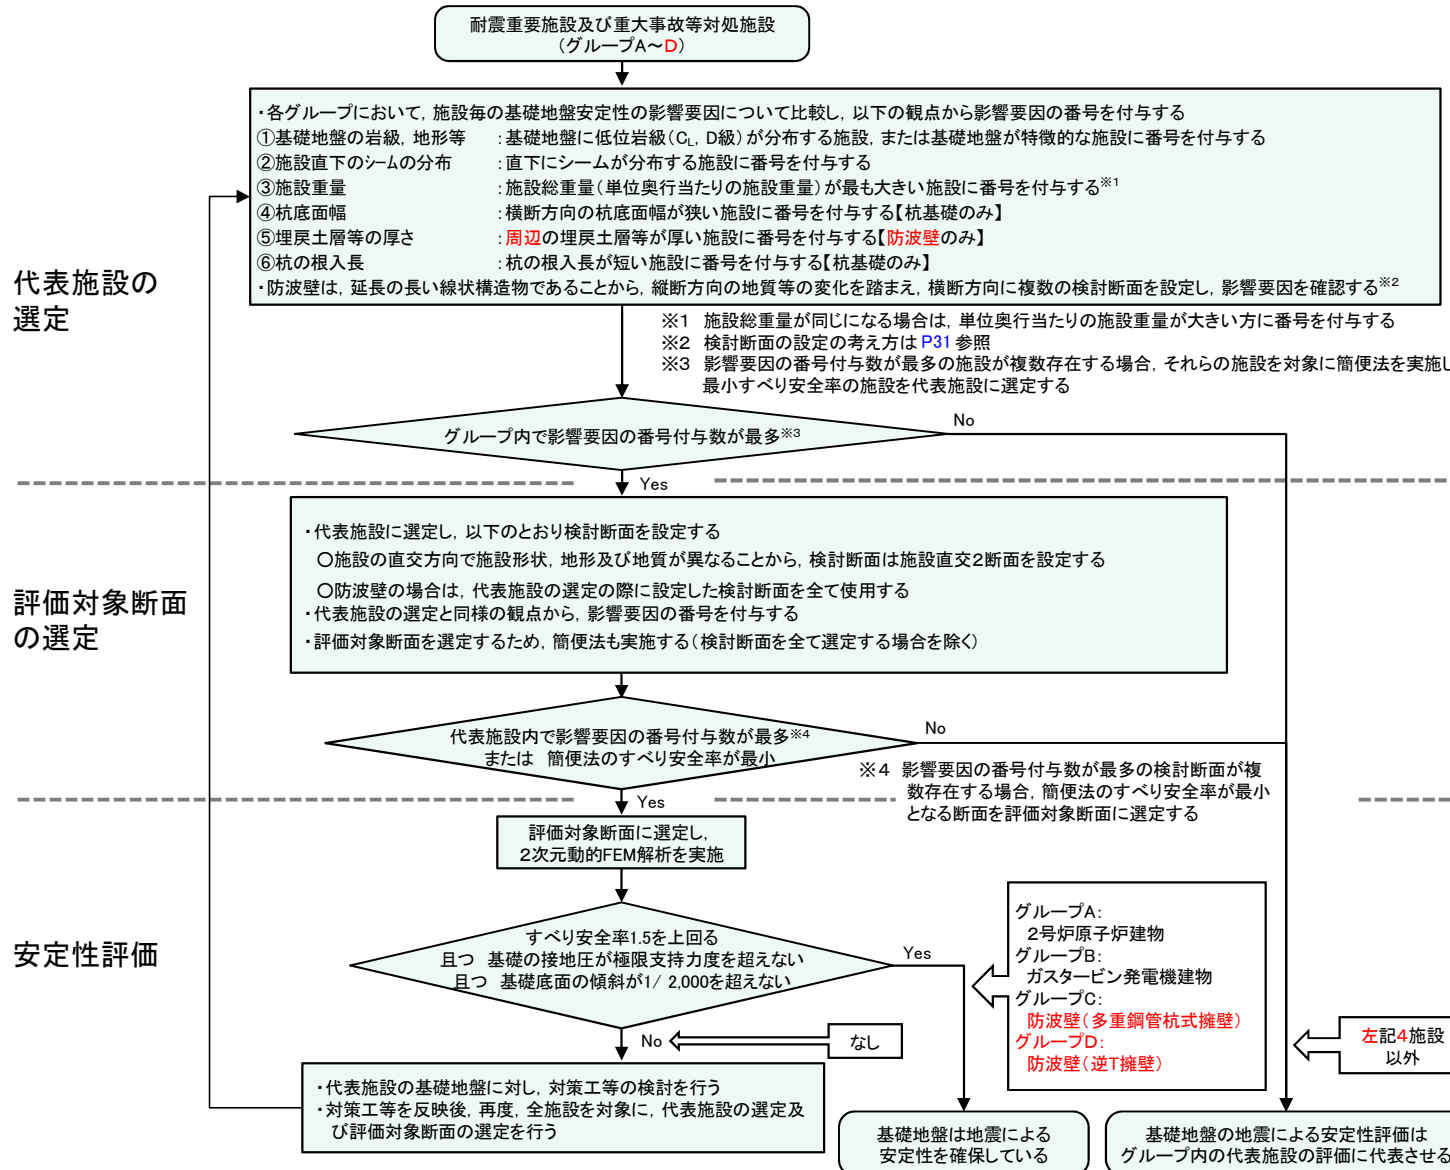 耐震重要施設及び重大事故等対処施設
(グループA～D)
・各グループにおいて，施設毎の基礎地盤安定性の影響要因について比較し，以下の観点から影響要因の番号を付与する
①基礎地盤の岩級，地形等　：基礎地盤に低位岩級(CL, D級)が分布する施設，または基礎地盤が特徴的な施設に番号を付与する
②施設直下のシームの分布　：直下にシームが分布する施設に番号を付与する
③施設重量　：施設総重量(単位奥行当たりの施設重量)が最も大きい施設に番号を付与する※1
④杭底面幅　：横断方向の杭底面幅が狭い施設に番号を付与する【杭基礎のみ】
⑤埋戻土層等の厚さ　：周辺の埋戻土層等が厚い施設に番号を付与する【防波壁のみ】
⑥杭の根入長　：杭の根入長が短い施設に番号を付与する【杭基礎のみ】
・防波壁は，延長の長い線状構造物であることから，縦断方向の地質等の変化を踏まえ，横断方向に複数の検討断面を設定し，影響要因を確認する※2
代表施設の
選定
※1　施設総重量が同じになる場合は，単位奥行当たりの施設重量が大きい方に番号を付与する
※2　検討断面の設定の考え方はP31参照
※3　影響要因の番号付与数が最多の施設が複数存在する場合，それらの施設を対象に簡便法を実施し
最小すべり安全率の施設を代表施設に選定する
グループ内で影響要因の番号付与数が最多※3
No
Yes
・代表施設に選定し，以下のとおり検討断面を設定する
○施設の直交方向で施設形状，地形及び地質が異なることから，検討断面は施設直交2断面を設定する
○防波壁の場合は，代表施設の選定の際に設定した検討断面を全て使用する
・代表施設の選定と同様の観点から，影響要因の番号を付与する
・評価対象断面を選定するため，簡便法も実施する(検討断面を全て選定する場合を除く)
評価対象断面
の選定
代表施設内で影響要因の番号付与数が最多※4
または　簡便法のすべり安全率が最小
No
※4　影響要因の番号付与数が最多の検討断面が複
数存在する場合，簡便法のすべり安全率が最小
となる断面を評価対象断面に選定する
Yes
評価対象断面に選定し，
2次元動的FEM解析を実施
安定性評価
すべり安全率1.5を上回る
且つ　基礎の接地圧が極限支持力度を超えない
且つ　基礎底面の傾斜が1/ 2,000を超えない
Yes
グループA：
2号炉原子炉建物
グループB：
ガスタービン発電機建物
グループC：
防波壁(多重鋼管杭式擁壁)
グループD：
防波壁(逆T擁壁)
No
なし
左記4施設
以外
・代表施設の基礎地盤に対し，対策工等の検討を行う
・対策工等を反映後，再度，全施設を対象に，代表施設の選定及
び評価対象断面の選定を行う
基礎地盤は地震による
安定性を確保している
基礎地盤の地震による安定性評価は
グループ内の代表施設の評価に代表させる